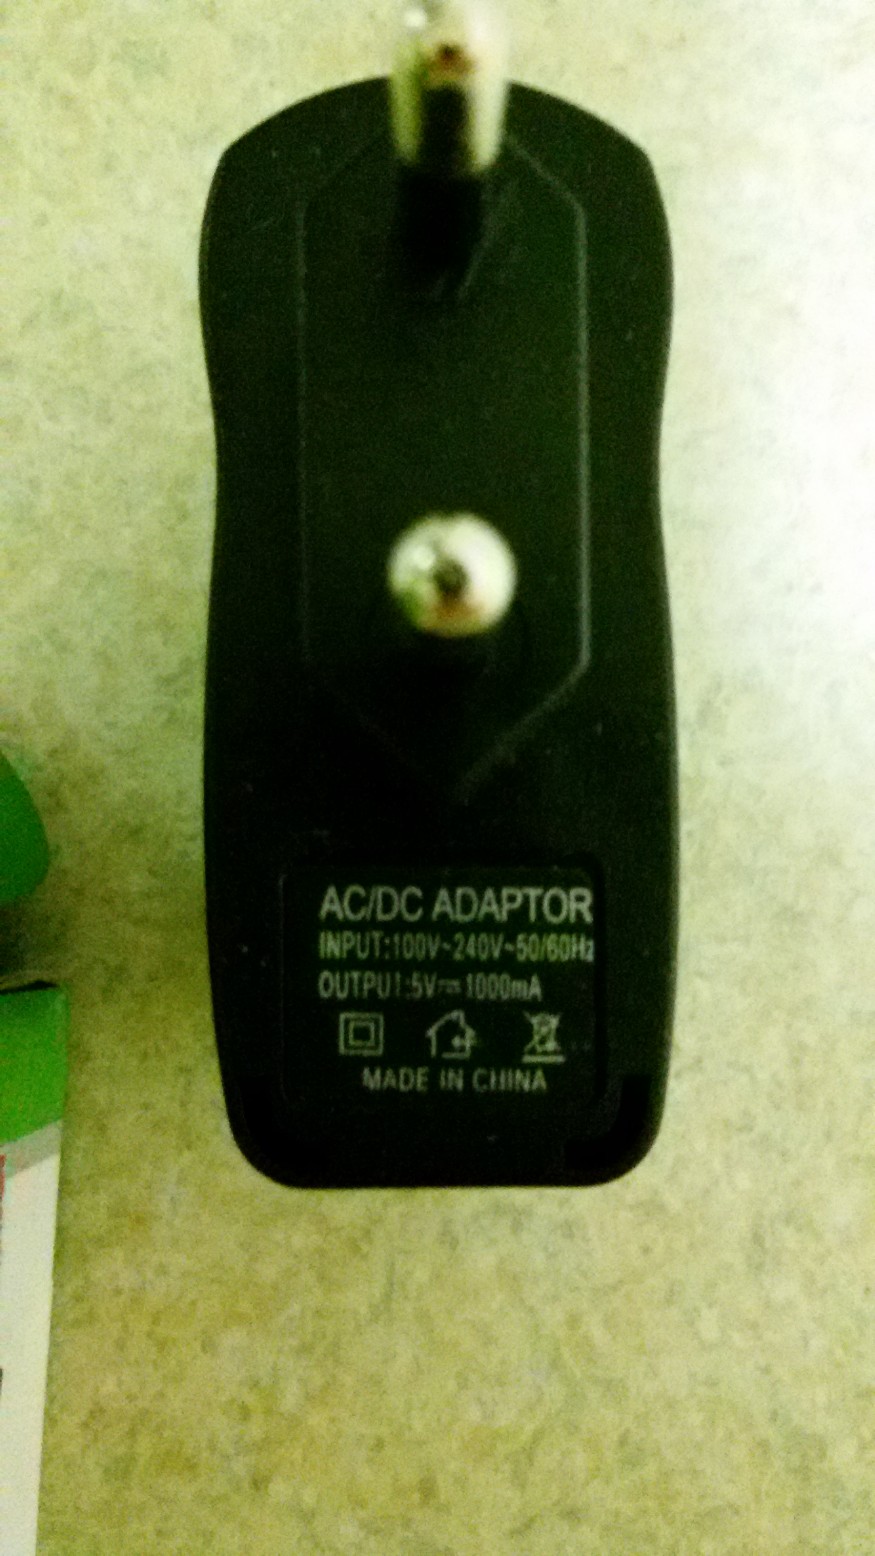 AC/DC ADAPTOR
INPUT:100V~240V~50/60Hz
OUTPUT:5V⎓1000mA
MADE IN CHINA